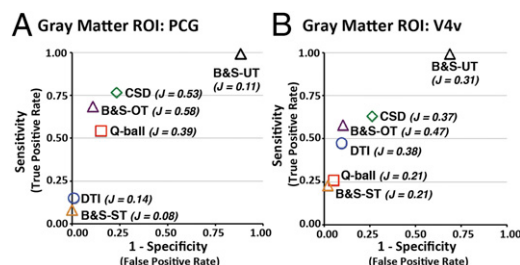 A Gray Matter ROI: PCG
1.00
0.75
0.50
0.25
0.00
Sensitivity
(True Positive Rate)
B&S-UT
(J = 0.11)
CSD (J = 0.53)
B&S-OT (J = 0.58)
Q-ball (J = 0.39)
DTI (J = 0.14)
B&S-ST (J = 0.08)
0 0.25 0.50 0.75 1.00
1 - Specificity
(False Positive Rate)
B Gray Matter ROI: V4v
1.00
0.75
0.50
0.25
0.00
Sensitivity
(True Positive Rate)
B&S-UT
(J = 0.31)
CSD (J = 0.37)
B&S-OT (J = 0.47)
DTI (J = 0.38)
Q-ball (J = 0.21)
B&S-ST (J = 0.21)
0 0.25 0.50 0.75 1.00
1 - Specificity
(False Positive Rate)